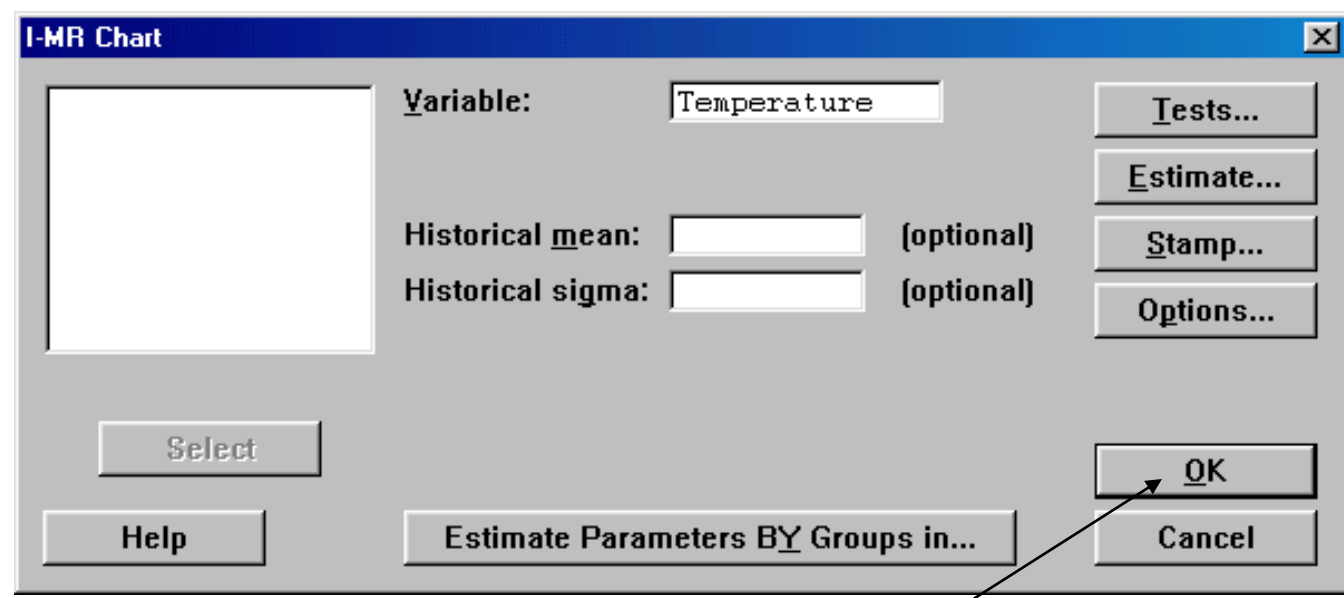 I-MR Chart
Variable: Temperature
Tests...
Estimate...
Historical mean: (optional)
Stamp...
Historical sigma: (optional)
Options...
Select
OK
Help
Estimate Parameters BY Groups in...
Cancel